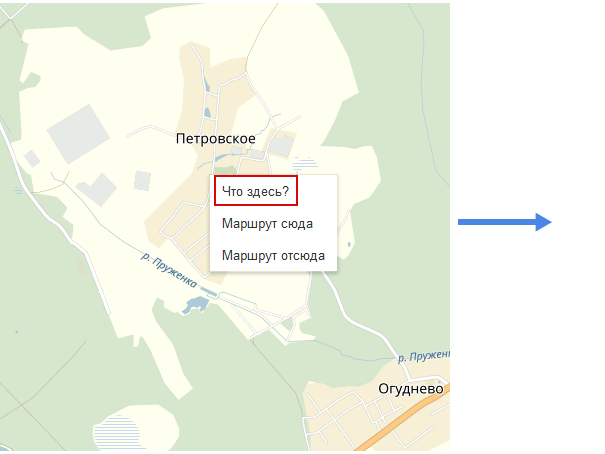 Петровское
Что здесь?
Маршрут сюда
Маршрут отсюда
р. Пруженка
р. Пружен
Огуднево